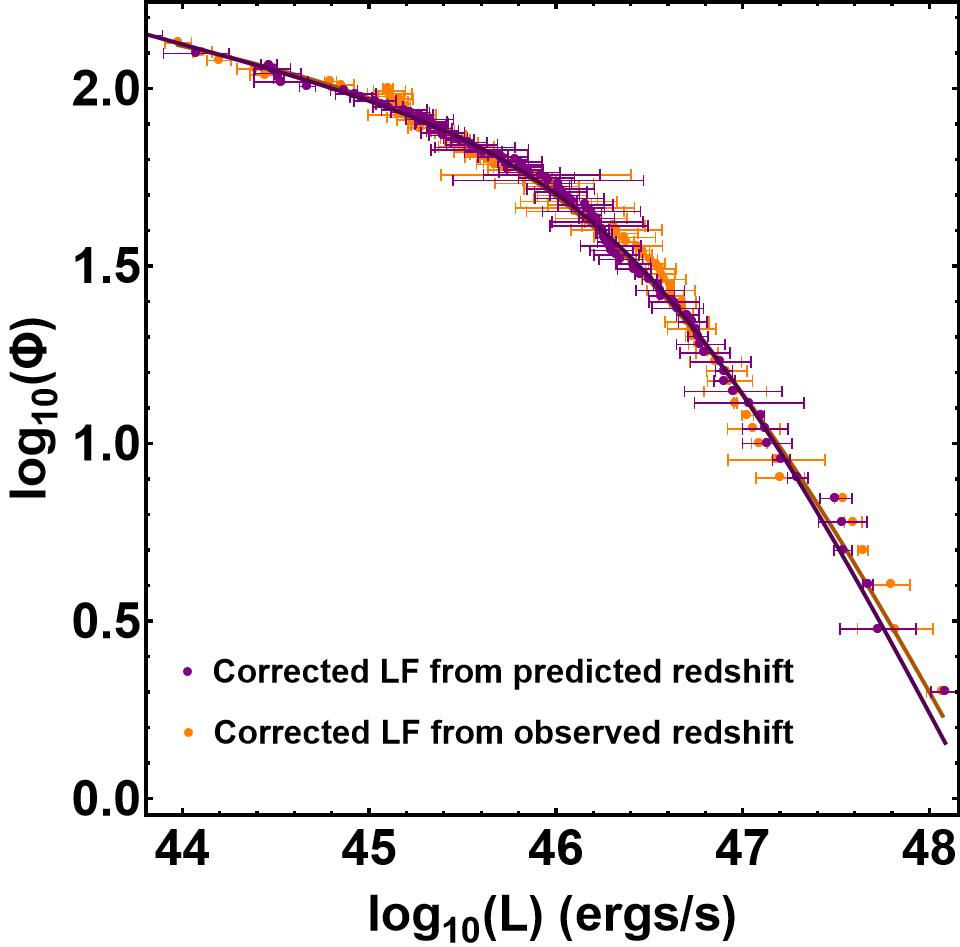 log10(Φ)
2.0
1.5
1.0
0.5
0.0
Corrected LF from predicted redshift
Corrected LF from observed redshift
44 45 46 47 48
log10(L) (ergs/s)